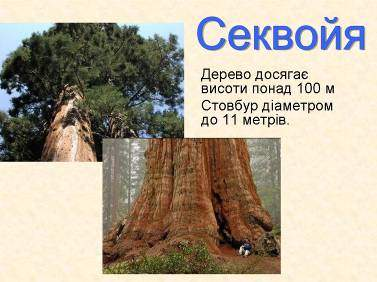 Секвойя
Дерево досягає
висоти понад 100 м
Стовбур діаметром
до 11 метрів.